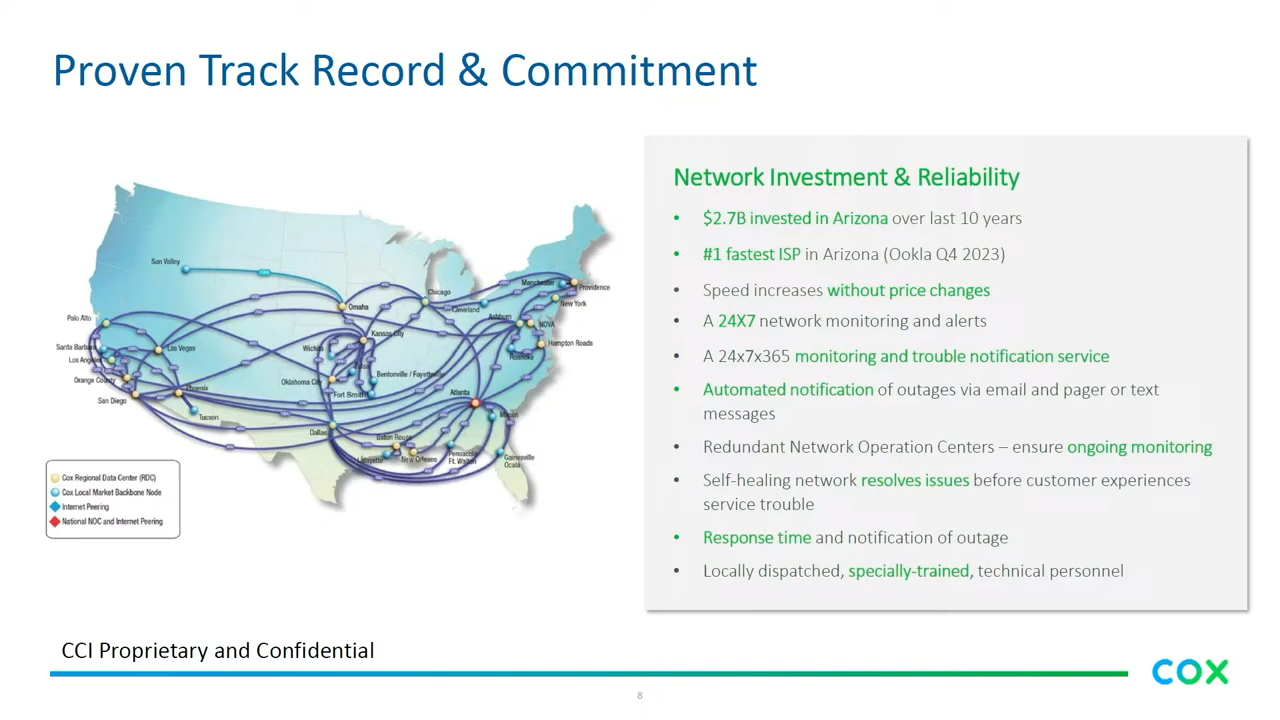 Proven Track Record & Commitment
Sun Valley
Palo Alto
Santa Barbara
Los Angeles
Orange County
San Diego
Las Vegas
Phoenix
Tucson
Omaha
Kansas City
Wichita
Tulsa
Oklahoma City
Bentonville / Fayetteville
Fort Smith
Dallas
Chicago
Cleveland
Manchester
Providence
New York
Ashburn
NOVA
Hampton Roads
Roanoke
Atlanta
Macon
Baton Rouge
Lafayette
New Orleans
Pensacola
Ft. Walton
Gainesville
Ocala
Cox Regional Data Center (RDC)
Cox Local Market Backbone Node
Internet Peering
National NOC and Internet Peering
Network Investment & Reliability
• $2.7B invested in Arizona over last 10 years
• #1 fastest ISP in Arizona (Ookla Q4 2023)
• Speed increases without price changes
• A 24X7 network monitoring and alerts
• A 24x7x365 monitoring and trouble notification service
• Automated notification of outages via email and pager or text
messages
• Redundant Network Operation Centers – ensure ongoing monitoring
• Self-healing network resolves issues before customer experiences
service trouble
• Response time and notification of outage
• Locally dispatched, specially-trained, technical personnel
CCI Proprietary and Confidential
COX
8